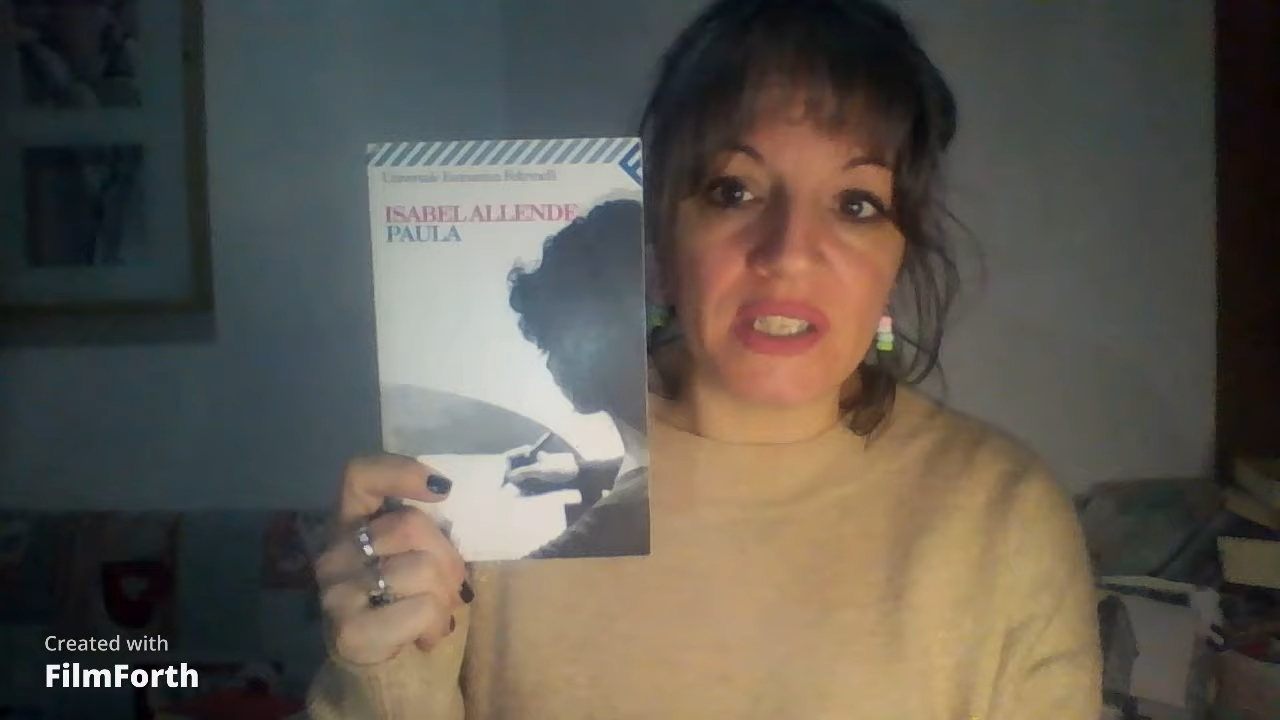 Universale Economica Feltrinelli
ISABEL ALLENDE
PAULA
Created with
FilmForth